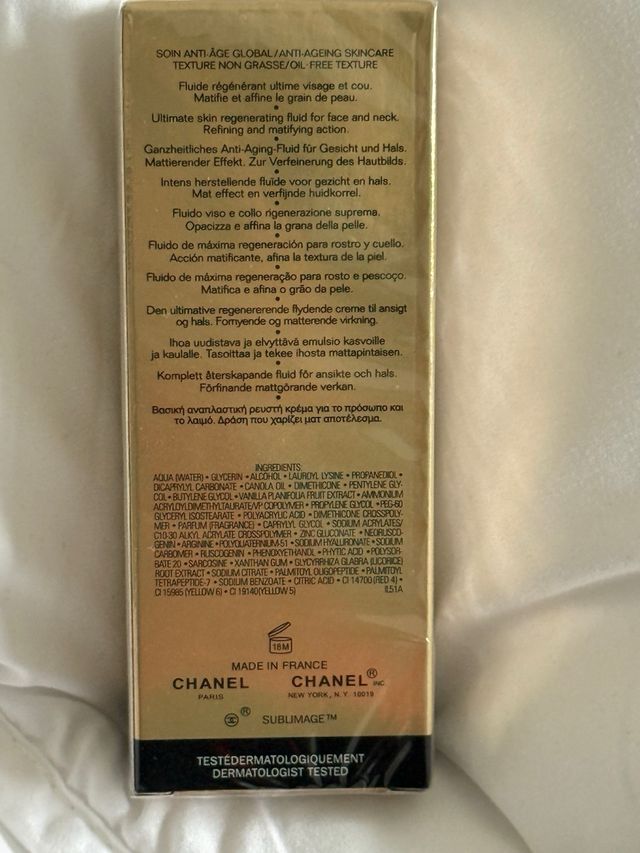 SOIN ANTI-ÂGE GLOBAL/ANTI-AGEING SKINCARE
TEXTURE NON GRASSE/OIL-FREE TEXTURE
Fluide régénérant ultime visage et cou.
Matifie et affine le grain de peau.
Ultimate skin regenerating fluid for face and neck.
Refining and matifying action.
Ganzheitliches Anti-Aging-Fluid für Gesicht und Hals.
Mattierender Effekt. Zur Verfeinerung des Hautbilds.
Intens herstellende fluïde voor gezicht en hals.
Mat effect en verfijnde huidkorrel.
Fluido viso e collo rigenerazione suprema.
Opacizza e affina la grana della pelle.
Fluido de máxima regeneración para rostro y cuello.
Acción matificante, afina la textura de la piel.
Fluido de máxima regeneração para rosto e pescoço.
Matifica e afina o grão da pele.
Den ultimative regenererende flydende creme til ansigt
og hals. Fornyende og matterende virkning.
Ihoa uudistava ja elvyttävä emulsio kasvoille
ja kaulalle. Tasoittaa ja tekee ihosta mattapintaisen.
Komplett återskapande fluid för ansikte och hals.
Förfinande mattgörande verkan.
Βασική αναπλαστική ρευστή κρέμα για το πρόσωπο και
το λαιμό. Δράση που χαρίζει ματ αποτέλεσμα.
INGREDIENTS:
AQUA (WATER) • GLYCERIN • ALCOHOL • LAUROYL LYSINE • PROPANEDIOL •
DICAPRYLYL CARBONATE • CANOLA OIL • DIMETHICONE • PENTYLENE GLY-
COL • BUTYLENE GLYCOL • VANILLA PLANIFOLIA FRUIT EXTRACT • AMMONIUM
ACRYLOYLDIMETHYLTAURATE/VP COPOLYMER • PROPYLENE GLYCOL • PEG-60
GLYCERYL ISOSTEARATE • POLYACRYLIC ACID • DIMETHICONE CROSSPOLY-
MER • PARFUM (FRAGRANCE) • CAPRYLYL GLYCOL • SODIUM ACRYLATES/
C10-30 ALKYL ACRYLATE CROSSPOLYMER • ZINC GLUCONATE • NEORUSCO-
GENIN • ARGININE • POLYQUATERNIUM-51 • SODIUM HYALURONATE • SODIUM
CARBOMER • RUSCOGENIN • PHENOXYETHANOL • PHYTIC ACID • POLYSOR-
BATE 20 • SARCOSINE • XANTHAN GUM • GLYCYRRHIZA GLABRA (LICORICE)
ROOT EXTRACT • SODIUM CITRATE • PALMITOYL OLIGOPEPTIDE • PALMITOYL
TETRAPEPTIDE-7 • SODIUM BENZOATE • CITRIC ACID • CI 14700 (RED 4) •
CI 15985 (YELLOW 6) • CI 19140 (YELLOW 5) IL51A
18M
MADE IN FRANCE
CHANEL CHANEL® INC.
PARIS NEW YORK, N.Y. 10019
® SUBLIMAGE™
TESTÉ DERMATOLOGIQUEMENT
DERMATOLOGIST TESTED